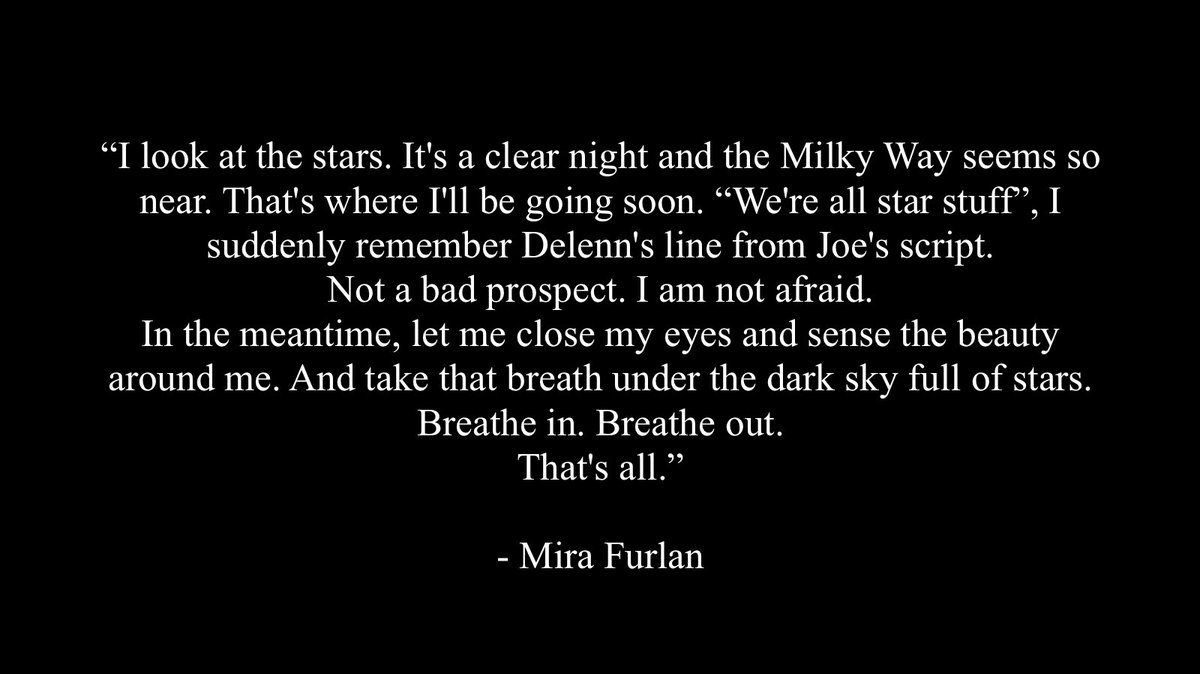 “I look at the stars. It's a clear night and the Milky Way seems so
near. That's where I'll be going soon. “We're all star stuff”, I
suddenly remember Delenn's line from Joe's script.
Not a bad prospect. I am not afraid.
In the meantime, let me close my eyes and sense the beauty
around me. And take that breath under the dark sky full of stars.
Breathe in. Breathe out.
That's all.”
- Mira Furlan